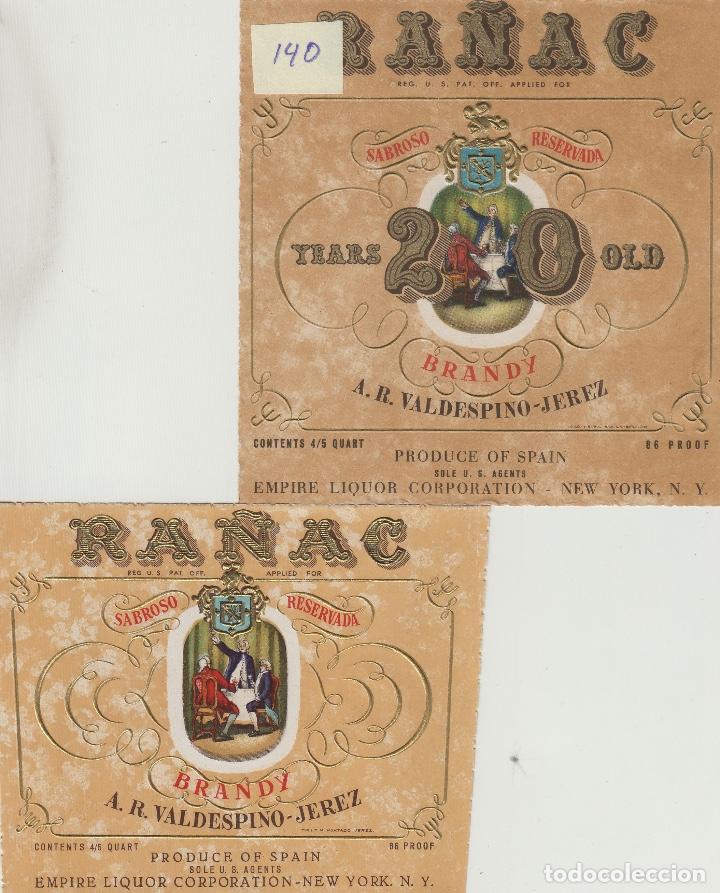 140
RAÑAC
REG. U. S. PAT. OFF. APPLIED FOR
SABROSO RESERVADA
YEARS 20 OLD
BRANDY
A. R. VALDESPINO-JEREZ
CONTENTS 4/5 QUART 86 PROOF
PRODUCE OF SPAIN
SOLE U. S. AGENTS
EMPIRE LIQUOR CORPORATION - NEW YORK, N. Y.
RAÑAC
REG U. S. PAT. OFF. APPLIED FOR
SABROSO RESERVADA
BRANDY
A. R. VALDESPINO-JEREZ
CONTENTS 4/5 QUART 86 PROOF
PRODUCE OF SPAIN
SOLE U. S. AGENTS
EMPIRE LIQUOR CORPORATION-NEW YORK. N. Y.
todocoleccion